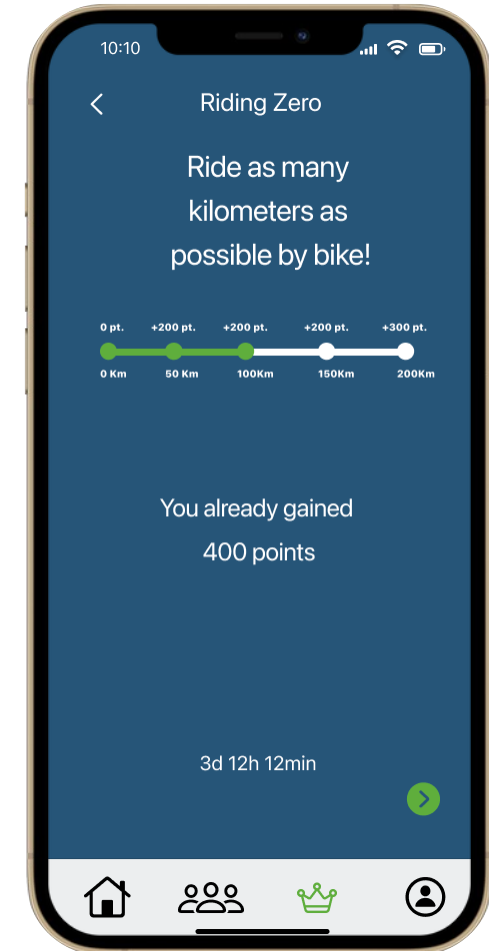 10:10
Riding Zero
Ride as many
kilometers as
possible by bike!
0 pt. +200 pt. +200 pt. +200 pt. +300 pt.
0 Km 50 Km 100Km 150Km 200Km
You already gained
400 points
3d 12h 12min